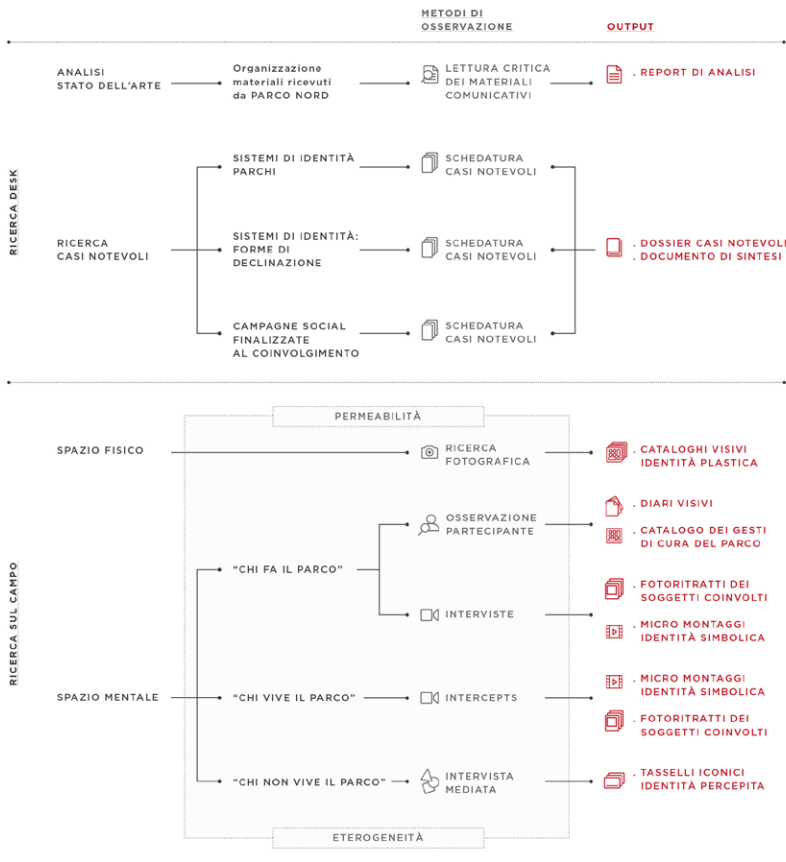 METODI DI
OSSERVAZIONE
OUTPUT
RICERCA DESK
ANALISI
STATO DELL'ARTE
Organizzazione
materiali ricevuti
da PARCO NORD
LETTURA CRITICA
DEI MATERIALI
COMUNICATIVI
. REPORT DI ANALISI
RICERCA
CASI NOTEVOLI
SISTEMI DI IDENTITÀ
PARCHI
SCHEDATURA
CASI NOTEVOLI
SISTEMI DI IDENTITÀ:
FORME DI
DECLINAZIONE
SCHEDATURA
CASI NOTEVOLI
CAMPAGNE SOCIAL
FINALIZZATE
AL COINVOLGIMENTO
SCHEDATURA
CASI NOTEVOLI
. DOSSIER CASI NOTEVOLI
. DOCUMENTO DI SINTESI
RICERCA SUL CAMPO
PERMEABILITÀ
SPAZIO FISICO
RICERCA
FOTOGRAFICA
. CATALOGHI VISIVI
IDENTITÀ PLASTICA
SPAZIO MENTALE
"CHI FA IL PARCO"
OSSERVAZIONE
PARTECIPANTE
. DIARI VISIVI
. CATALOGO DEI GESTI
DI CURA DEL PARCO
INTERVISTE
. FOTORITRATTI DEI
SOGGETTI COINVOLTI
. MICRO MONTAGGI
IDENTITÀ SIMBOLICA
"CHI VIVE IL PARCO"
INTERCEPTS
. MICRO MONTAGGI
IDENTITÀ SIMBOLICA
. FOTORITRATTI DEI
SOGGETTI COINVOLTI
"CHI NON VIVE IL PARCO"
INTERVISTA
MEDIATA
. TASSELLI ICONICI
IDENTITÀ PERCEPITA
ETEROGENEITÀ